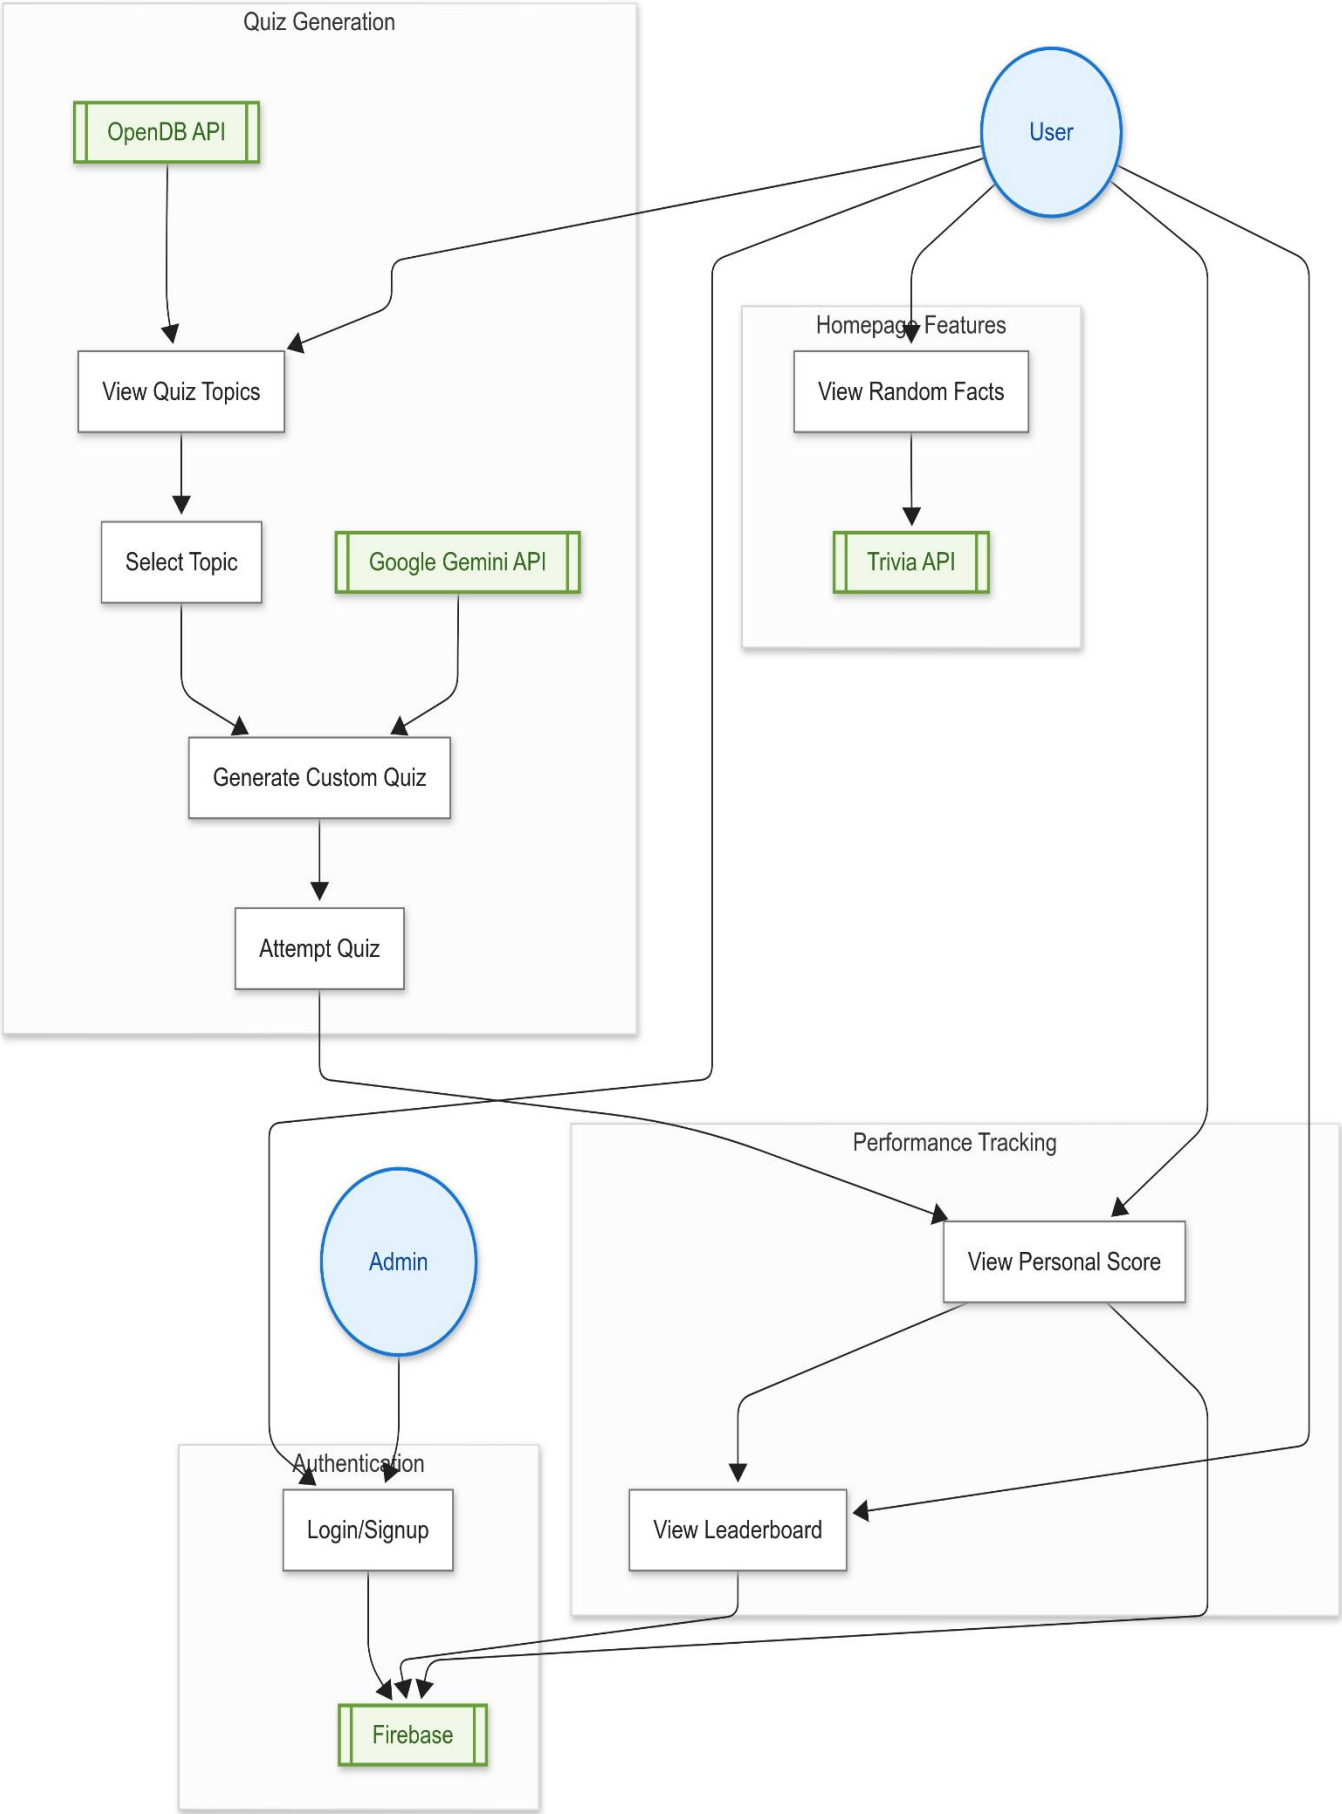 Quiz Generation
OpenDB API
User
Homepage Features
View Quiz Topics
View Random Facts
Select Topic
Google Gemini API
Trivia API
Generate Custom Quiz
Attempt Quiz
Performance Tracking
Admin
View Personal Score
Authentication
Login/Signup
View Leaderboard
Firebase